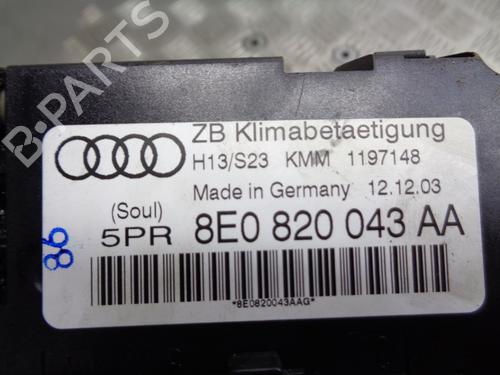 B-PARTS
ZB Klimabetaetigung
H13/S23 KMM 1197148
Made in Germany 12.12.03
(Soul)
5PR 8E0 820 043 AA
86
*8E0820043AAG*